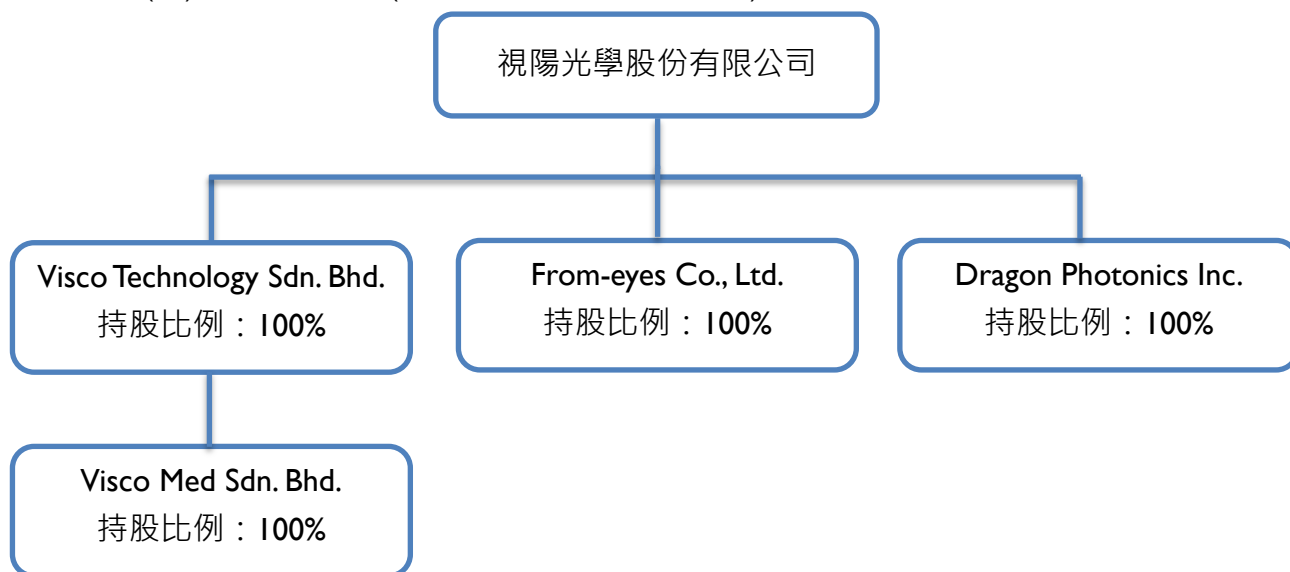 視陽光學股份有限公司
Visco Technology Sdn. Bhd.
持股比例：100%
From-eyes Co., Ltd.
持股比例：100%
Dragon Photonics Inc.
持股比例：100%
Visco Med Sdn. Bhd.
持股比例：100%